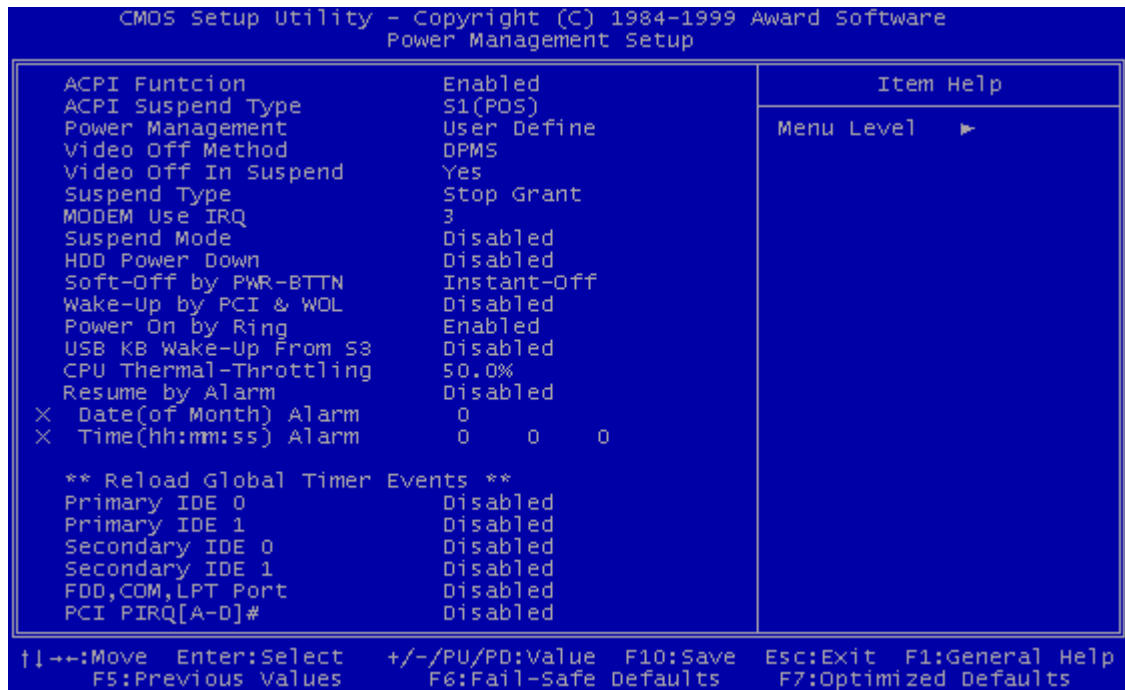 CMOS Setup Utility – Copyright (C) 1984-1999 Award Software
Power Management Setup
ACPI Funtcion Enabled
ACPI Suspend Type S1(POS)
Power Management User Define
Video Off Method DPMS
Video Off In Suspend Yes
Suspend Type Stop Grant
MODEM Use IRQ 3
Suspend Mode Disabled
HDD Power Down Disabled
Soft-Off by PWR-BTTN Instant-Off
Wake-Up by PCI & WOL Disabled
Power On by Ring Enabled
USB KB Wake-Up From S3 Disabled
CPU Thermal-Throttling 50.0%
Resume by Alarm Disabled
X Date(of Month) Alarm 0
X Time(hh:mm:ss) Alarm 0 0 0
** Reload Global Timer Events **
Primary IDE 0 Disabled
Primary IDE 1 Disabled
Secondary IDE 0 Disabled
Secondary IDE 1 Disabled
FDD,COM,LPT Port Disabled
PCI PIRQ[A-D]# Disabled
Item Help
Menu Level ►
↑↓→←:Move Enter:Select +/-/PU/PD:Value F10:Save Esc:Exit F1:General Help
F5:Previous Values F6:Fail-Safe Defaults F7:Optimized Defaults